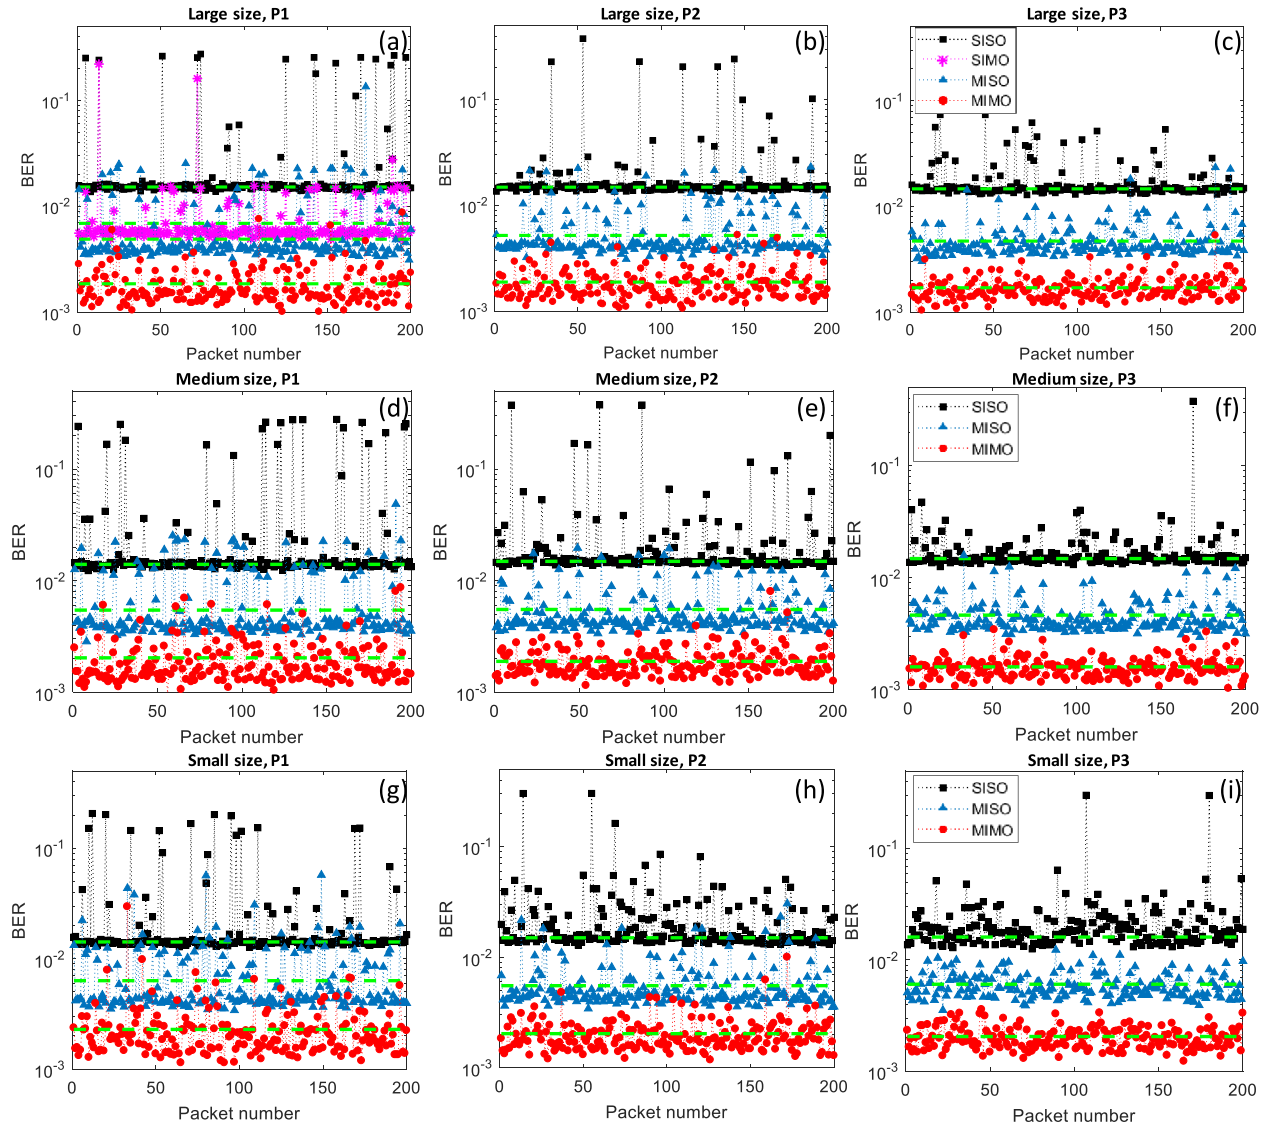 Large size, P1
(a)
BER
10-1
10-2
10-3
0 50 100 150 200
Packet number
Large size, P2
(b)
BER
10-1
10-2
10-3
0 50 100 150 200
Packet number
Large size, P3
(c)
SISO
SIMO
MISO
MIMO
BER
10-1
10-2
10-3
0 50 100 150 200
Packet number
Medium size, P1
(d)
BER
10-1
10-2
10-3
0 50 100 150 200
Packet number
Medium size, P2
(e)
BER
10-1
10-2
10-3
0 50 100 150 200
Packet number
Medium size, P3
(f)
SISO
MISO
MIMO
BER
10-1
10-2
10-3
0 50 100 150 200
Packet number
Small size, P1
(g)
BER
10-1
10-2
10-3
0 50 100 150 200
Packet number
Small size, P2
(h)
BER
10-1
10-2
10-3
0 50 100 150 200
Packet number
Small size, P3
(i)
SISO
MISO
MIMO
BER
10-1
10-2
10-3
0 50 100 150 200
Packet number